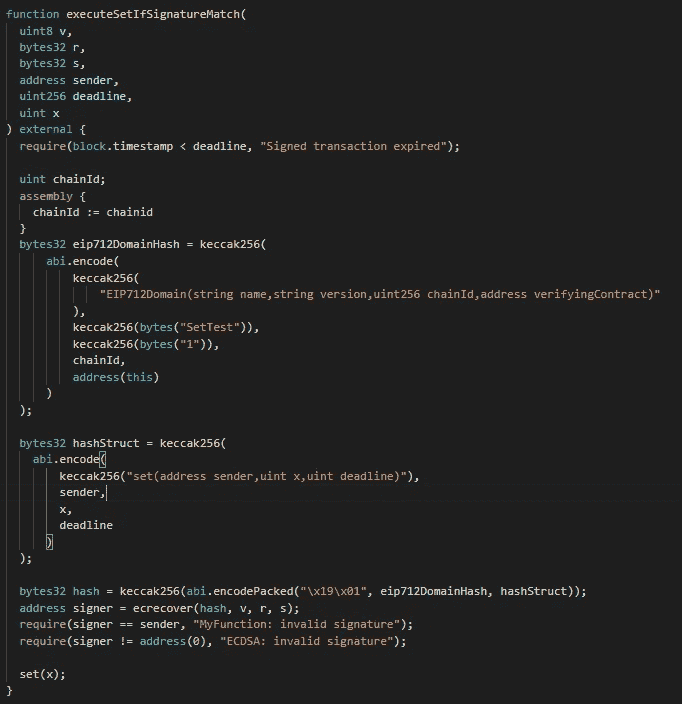 function executeSetIfSignatureMatch(
  uint8 v,
  bytes32 r,
  bytes32 s,
  address sender,
  uint256 deadline,
  uint x
) external {
  require(block.timestamp < deadline, "Signed transaction expired");

  uint chainId;
  assembly {
    chainId := chainid
  }
  bytes32 eip712DomainHash = keccak256(
      abi.encode(
          keccak256(
              "EIP712Domain(string name,string version,uint256 chainId,address verifyingContract)"
          ),
          keccak256(bytes("SetTest")),
          keccak256(bytes("1")),
          chainId,
          address(this)
      )
  );

  bytes32 hashStruct = keccak256(
    abi.encode(
        keccak256("set(address sender,uint x,uint deadline)"),
        sender,
        x,
        deadline
      )
  );

  bytes32 hash = keccak256(abi.encodePacked("\x19\x01", eip712DomainHash, hashStruct));
  address signer = ecrecover(hash, v, r, s);
  require(signer == sender, "MyFunction: invalid signature");
  require(signer != address(0), "ECDSA: invalid signature");

  set(x);
}